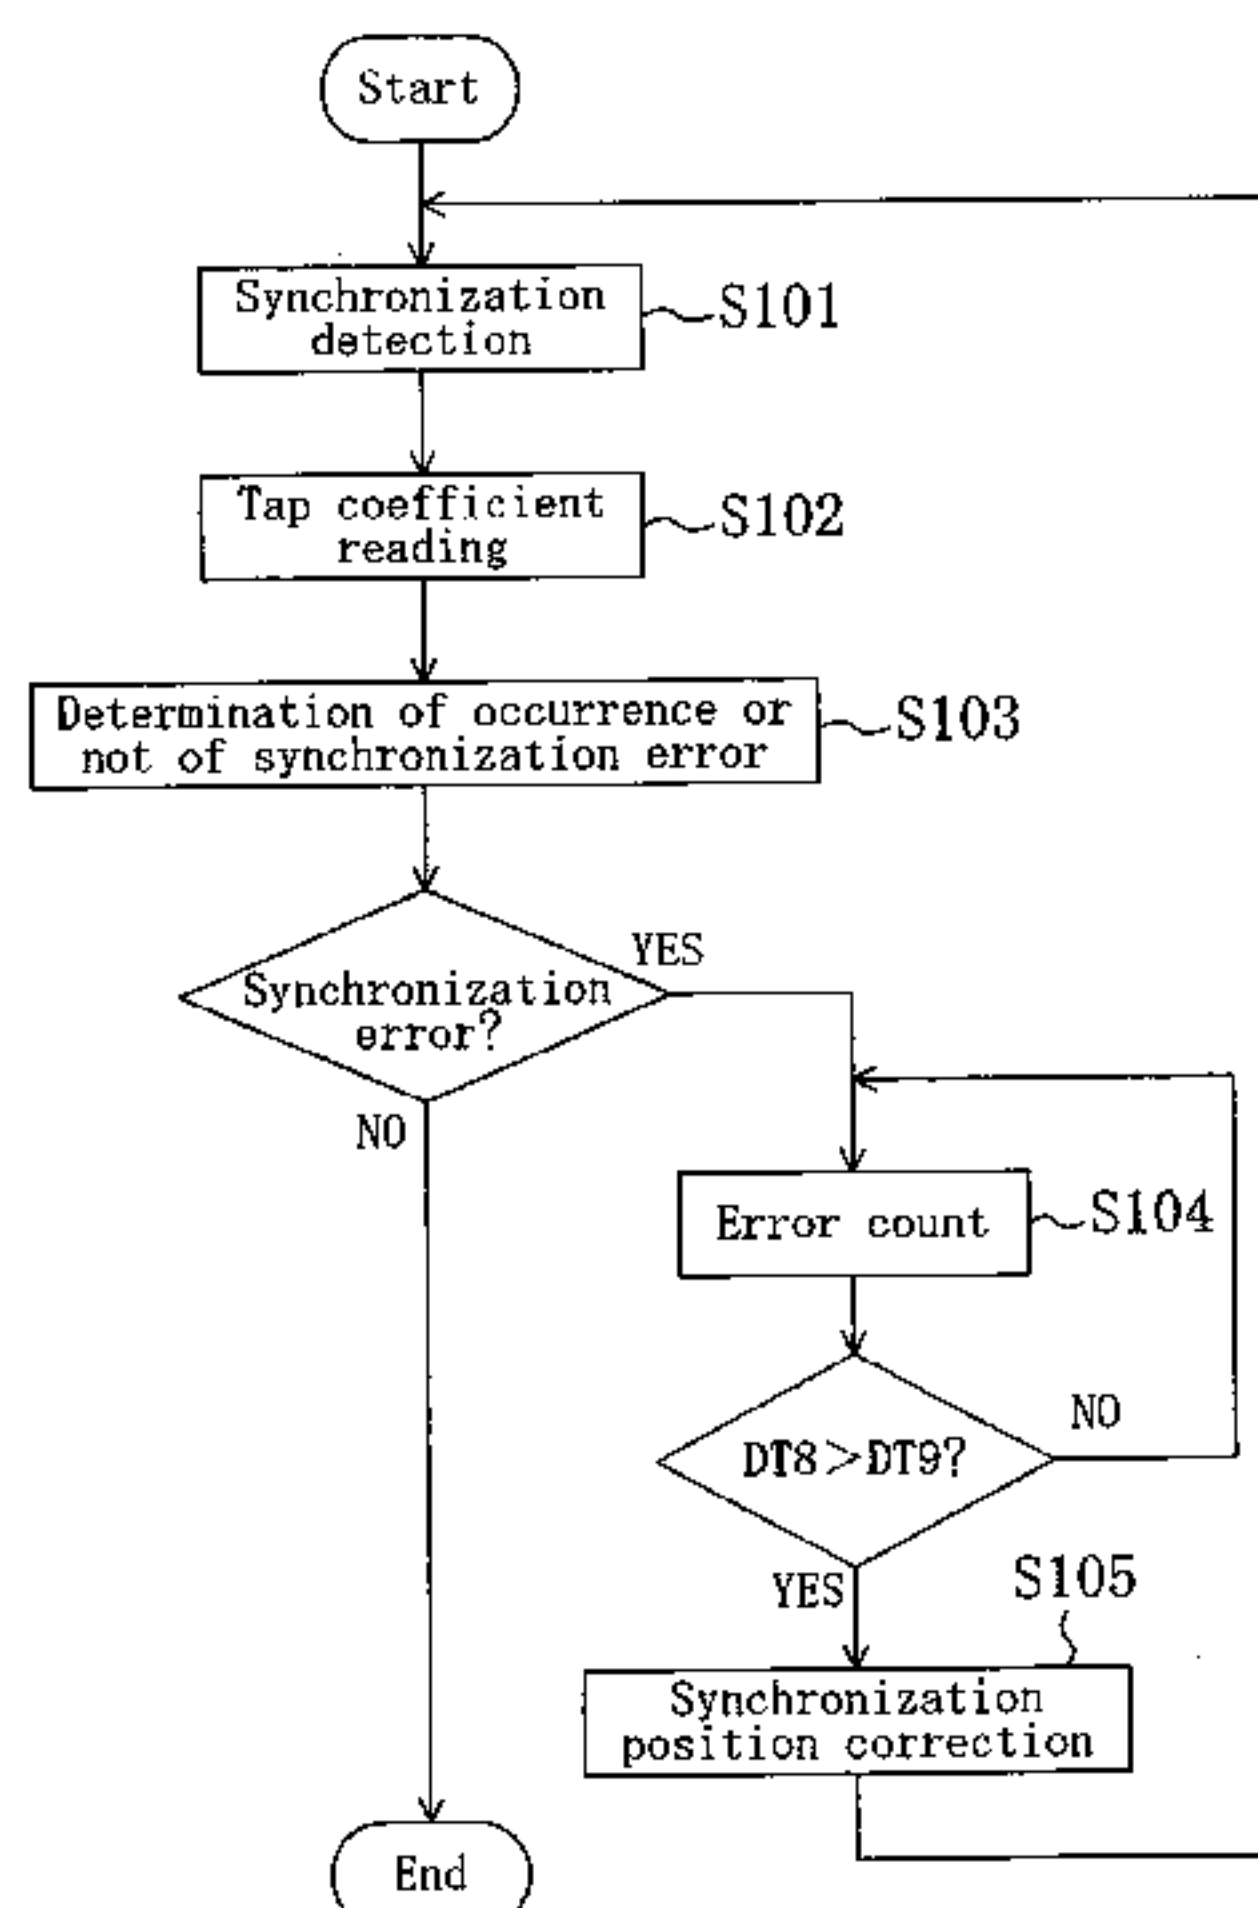 Start
Synchronization
detection
S101
Tap coefficient
reading
S102
Determination of occurrence or
not of synchronization error
S103
Synchronization
error?
YES
NO
Error count
S104
DT8>DT9?
NO
YES
S105
Synchronization
position correction
End